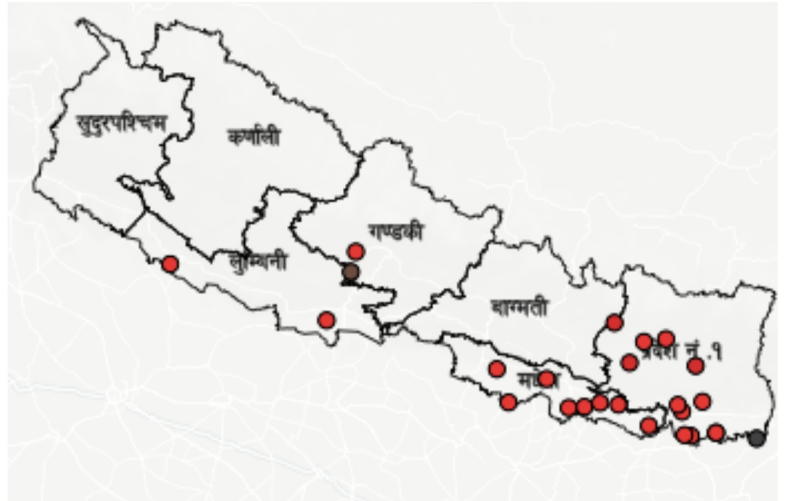 सुदुरपश्चिम
कर्णाली
गण्डकी
लुम्बिनी
बाग्मती
प्रदेश नं .१